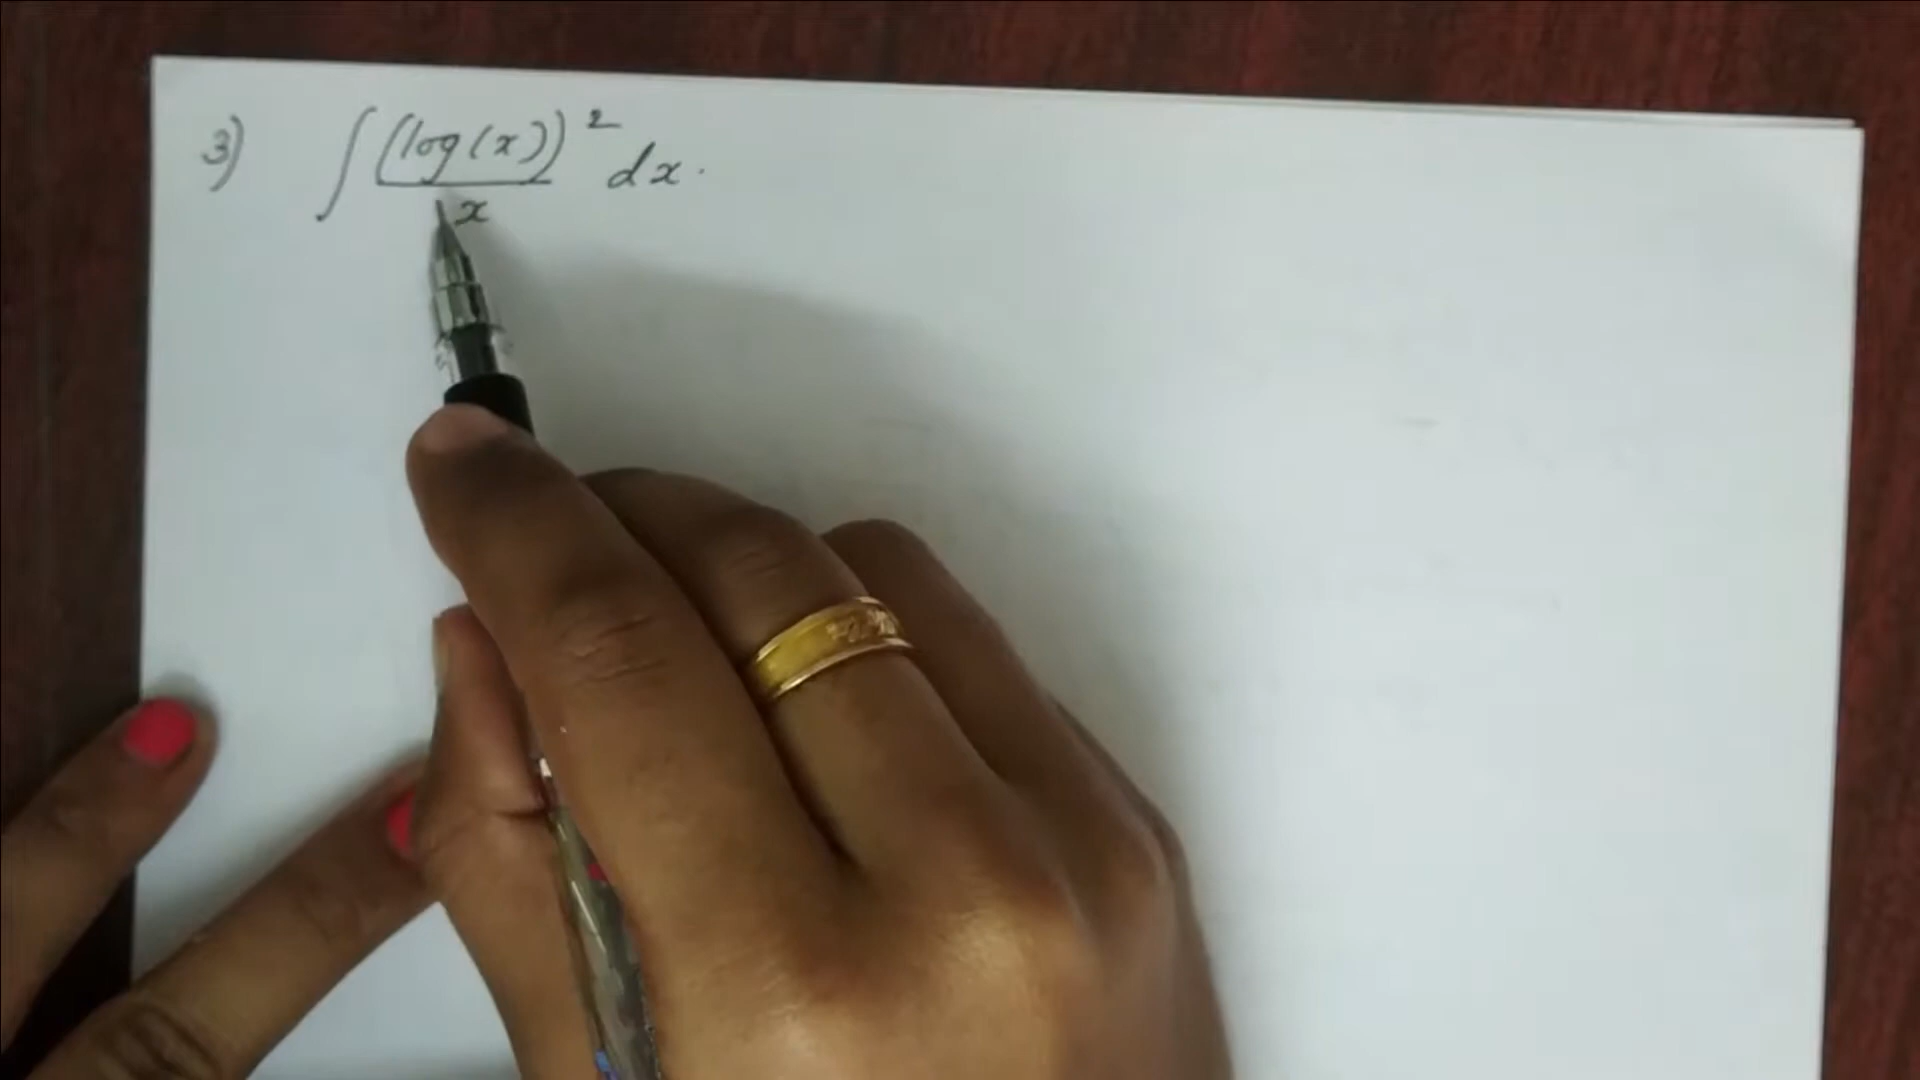 3) ∫ (log(x))² / x dx.